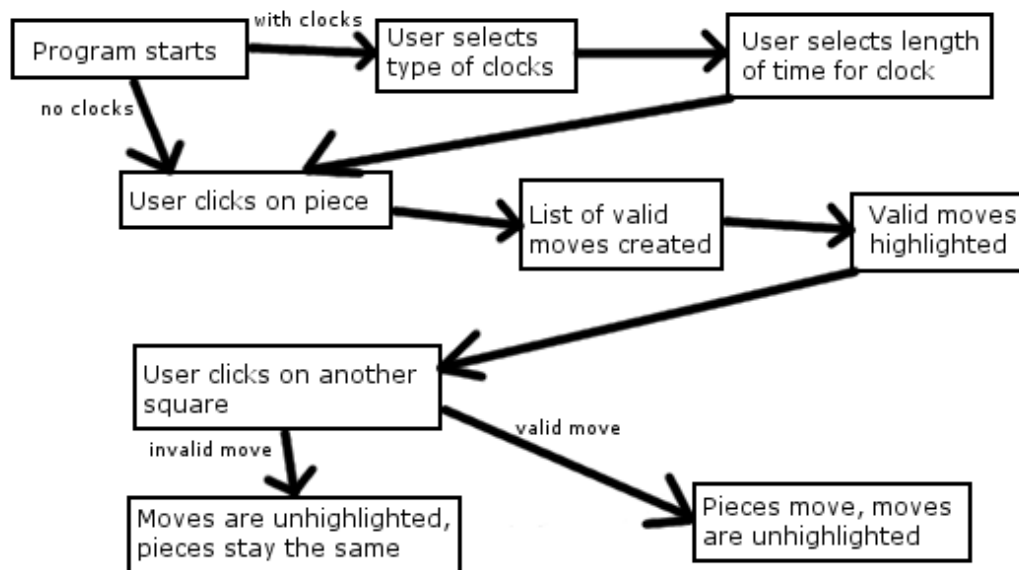 with clocks
Program starts
User selects
type of clocks
User selects length
of time for clock
no clocks
User clicks on piece
List of valid
moves created
Valid moves
highlighted
User clicks on another
square
invalid move
valid move
Moves are unhighlighted,
pieces stay the same
Pieces move, moves
are unhighlighted